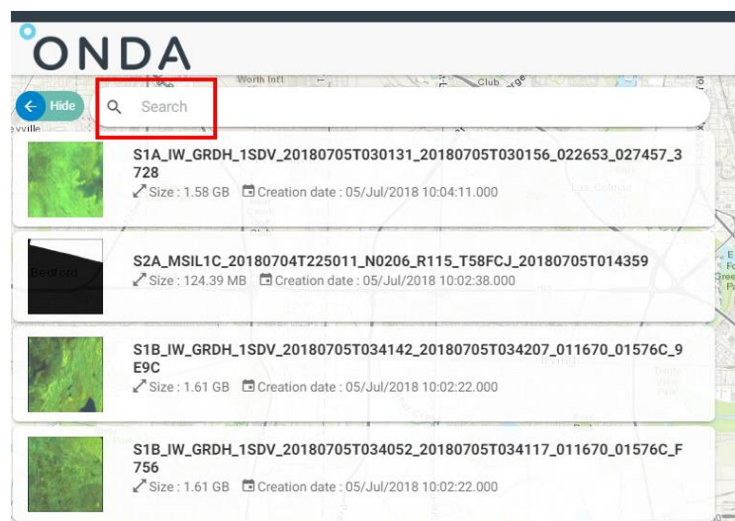 ONDA
Worth Int'l
Club
Hide
Search
S1A_IW_GRDH_1SDV_20180705T030131_20180705T030156_022653_027457_3
728
Size : 1.58 GB Creation date : 05/Jul/2018 10:04:11.000
Las Colinas
S2A_MSIL1C_20180704T225011_N0206_R115_T58FCJ_20180705T014359
Bedford
Size : 124.39 MB Creation date : 05/Jul/2018 10:02:38.000
S1B_IW_GRDH_1SDV_20180705T034142_20180705T034207_011670_01576C_9
E9C
Irving
Size : 1.61 GB Creation date : 05/Jul/2018 10:02:22.000
S1B_IW_GRDH_1SDV_20180705T034052_20180705T034117_011670_01576C_F
756
Size : 1.61 GB Creation date : 05/Jul/2018 10:02:22.000